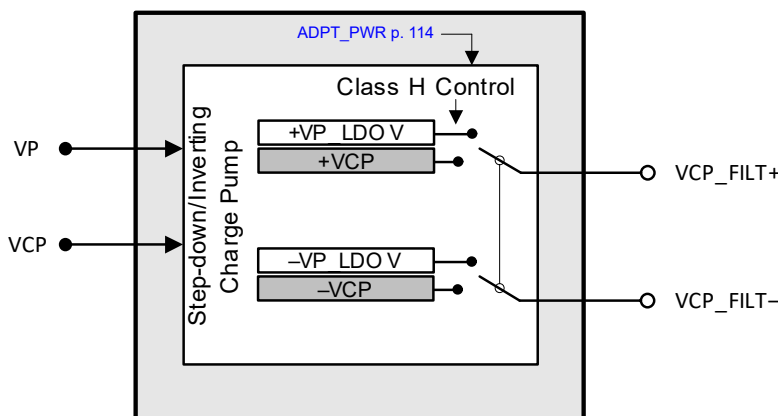 ADPT_PWR p. 114
Class H Control
Step-down/Inverting
Charge Pump
VP
+VP_LDO V
+VCP
VCP_FILT+
VCP
–VP_LDO V
–VCP
VCP_FILT–